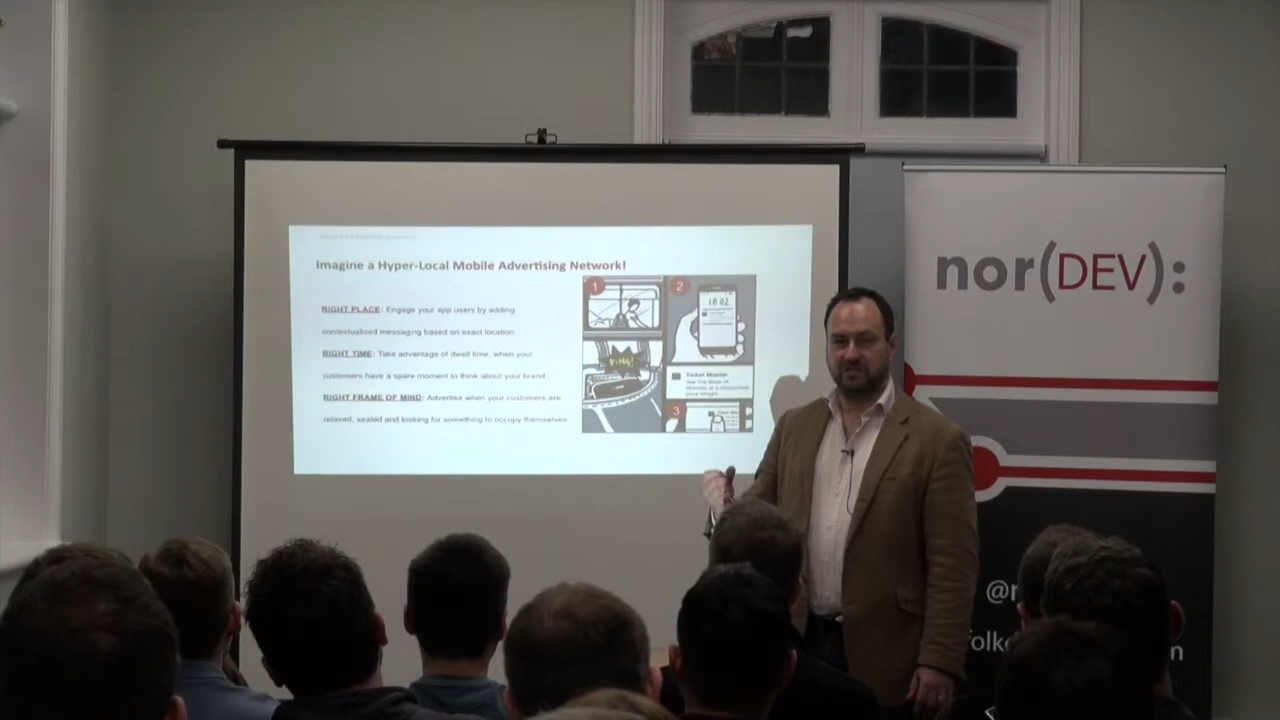 Imagine a Hyper-Local Mobile Advertising Network!
RIGHT PLACE: Engage your app users by adding
contextualised messaging based on exact location.
RIGHT TIME: Take advantage of dwell time, when your
customers have a spare moment to think about your brand.
RIGHT FRAME OF MIND: Advertise when your customers are
relaxed, seated and looking for something to occupy themselves.
1
2
18 02
PING!
Ticket Master
3
nor(DEV):